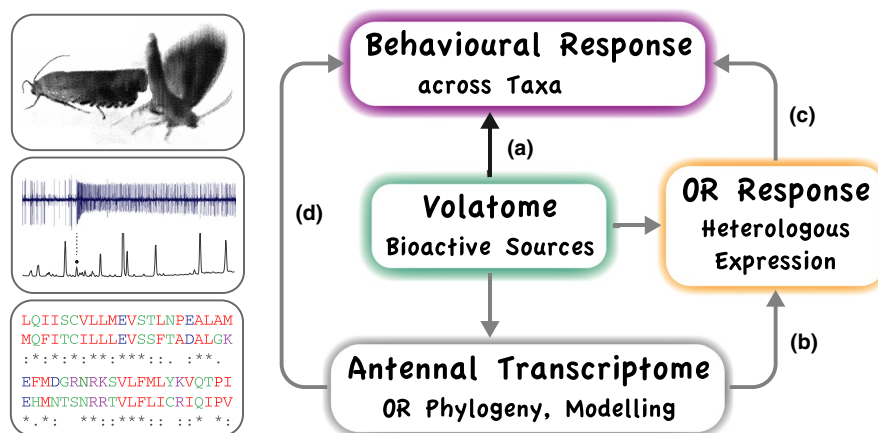 Behavioural Response
across Taxa
(a)
(c)
(d)
Volatome
Bioactive Sources
OR Response
Heterologous
Expression
(b)
Antennal Transcriptome
OR Phylogeny, Modelling
LQIISCVLLMEVSTLNPEALAM
MQFITCILLLEVSSFTADALGK
:*:*:*:**:***::. :**.
EFMDGRNRKSVLFMLYKVQTPI
EHMNTSNRRTVLFLICRIQIPV
*.*: **::***:: ::* *: